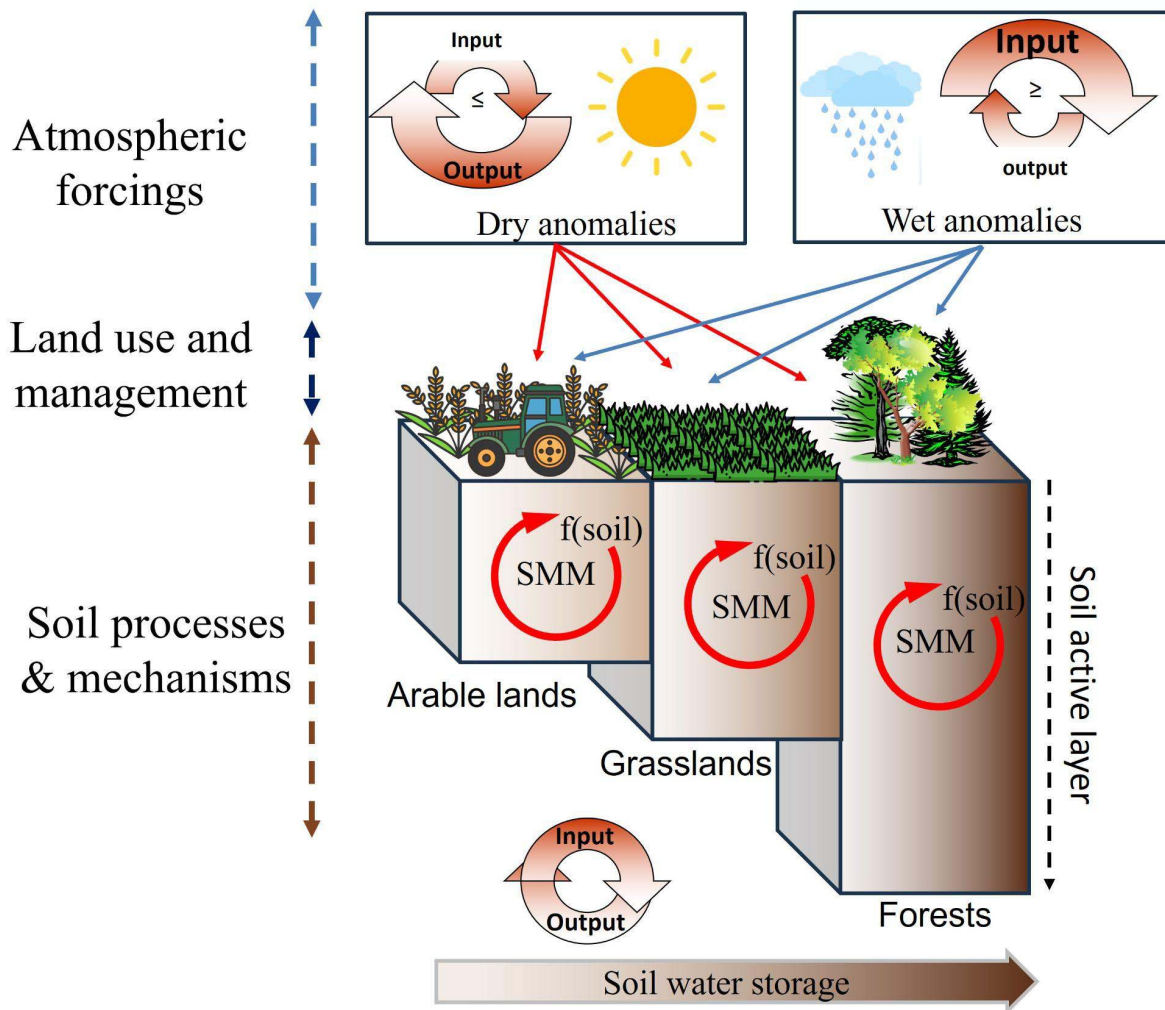 Atmospheric
forcings
Input
≤
Output
Dry anomalies
Input
≥
output
Wet anomalies
Land use and
management
Soil processes
& mechanisms
f(soil)
SMM
f(soil)
SMM
f(soil)
SMM
Arable lands
Grasslands
Forests
Soil active layer
Input
Output
Soil water storage